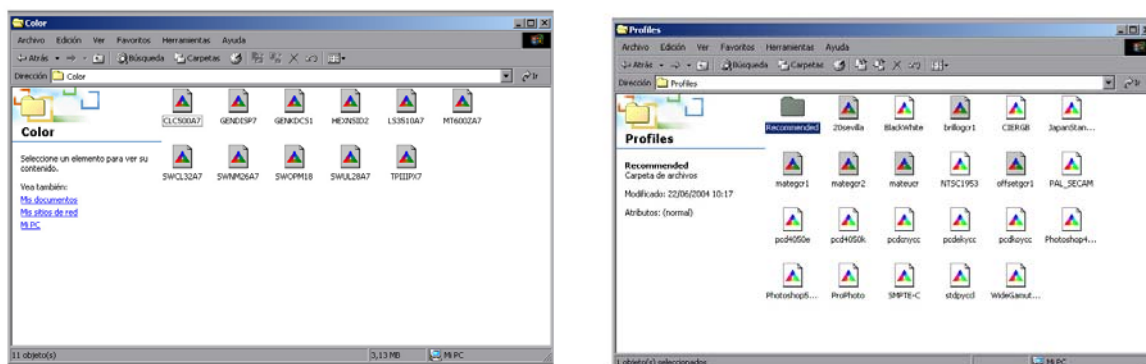 Color
Archivo Edición Ver Favoritos Herramientas Ayuda
Atrás Búsqueda Carpetas
Dirección Color Ir
CLC500A7 GENDISP7 GENKDCS1 HEXNSID2 LS3510A7 MT600ZA7
Color
Seleccione un elemento para ver su
contenido.
Vea también:
Mis documentos
Mis sitios de red
Mi PC
SWCL32A7 SWNM26A7 SWOPM18 SWUL28A7 TPIIIPX7
11 objeto(s) 3,13 MB Mi PC
Profiles
Archivo Edición Ver Favoritos Herramientas Ayuda
Atrás Búsqueda Carpetas
Dirección Profiles Ir
Recommended 20sevilla BlackWhite brillogcr1 CIERGB JapanStan...
Profiles
Recommended
Carpeta de archivos
Modificado: 22/06/2004 10:17
Atributos: (normal)
mategcr1 mategcr2 mateucr NTSC1953 offsetgcr1 PAL_SECAM
pcd4050e pcd4050k pcdcnycc pcdekycc pcdkoycc Photoshop4...
Photoshop5... ProPhoto SMPTE-C stdpyccl WideGamut...
1 objeto(s) seleccionados Mi PC